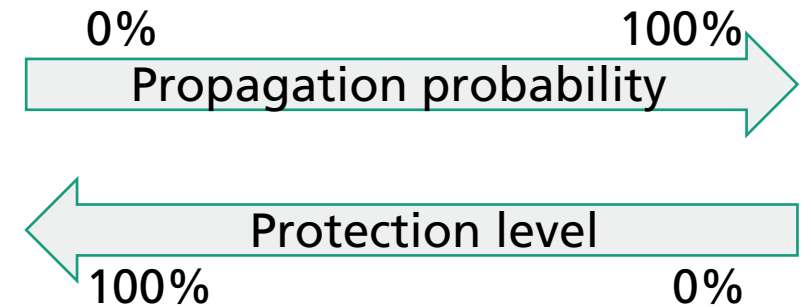 0% 100%
Propagation probability
Protection level
100% 0%